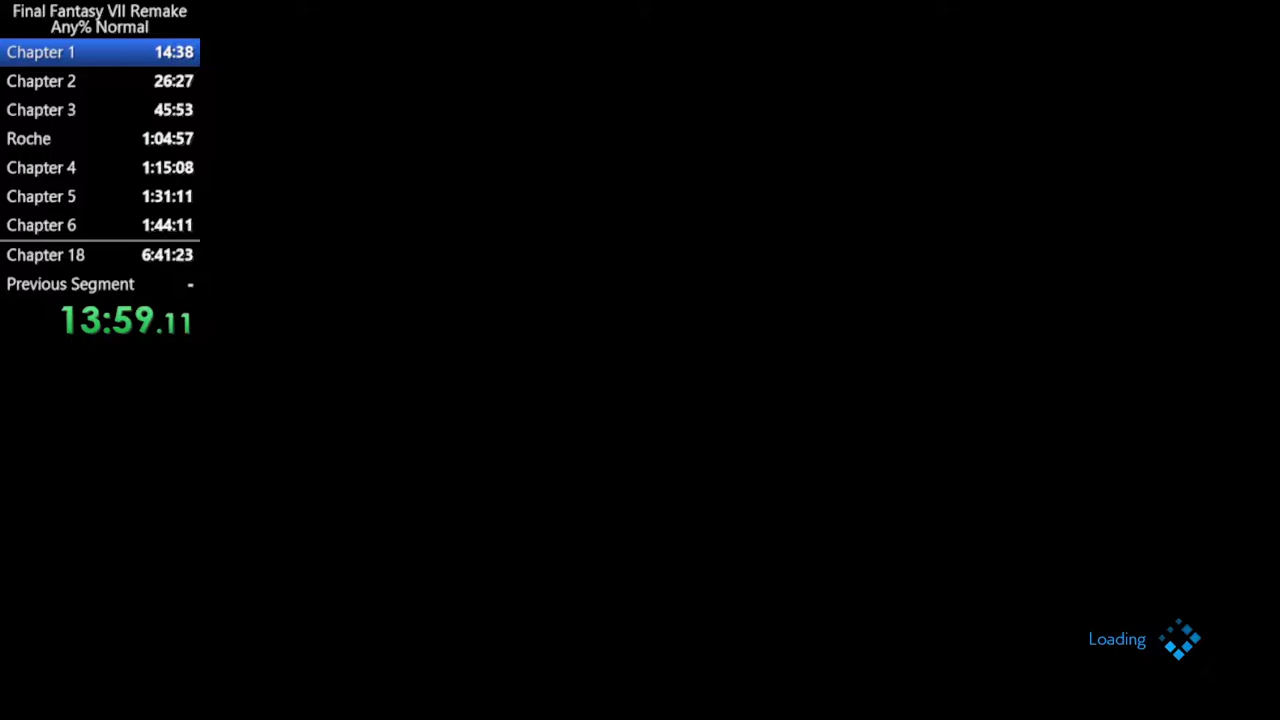 Final Fantasy VII Remake
Any% Normal
Chapter 1 14:38
Chapter 2 26:27
Chapter 3 45:53
Roche 1:04:57
Chapter 4 1:15:08
Chapter 5 1:31:11
Chapter 6 1:44:11
Chapter 18 6:41:23
Previous Segment -
13:59.11
Loading